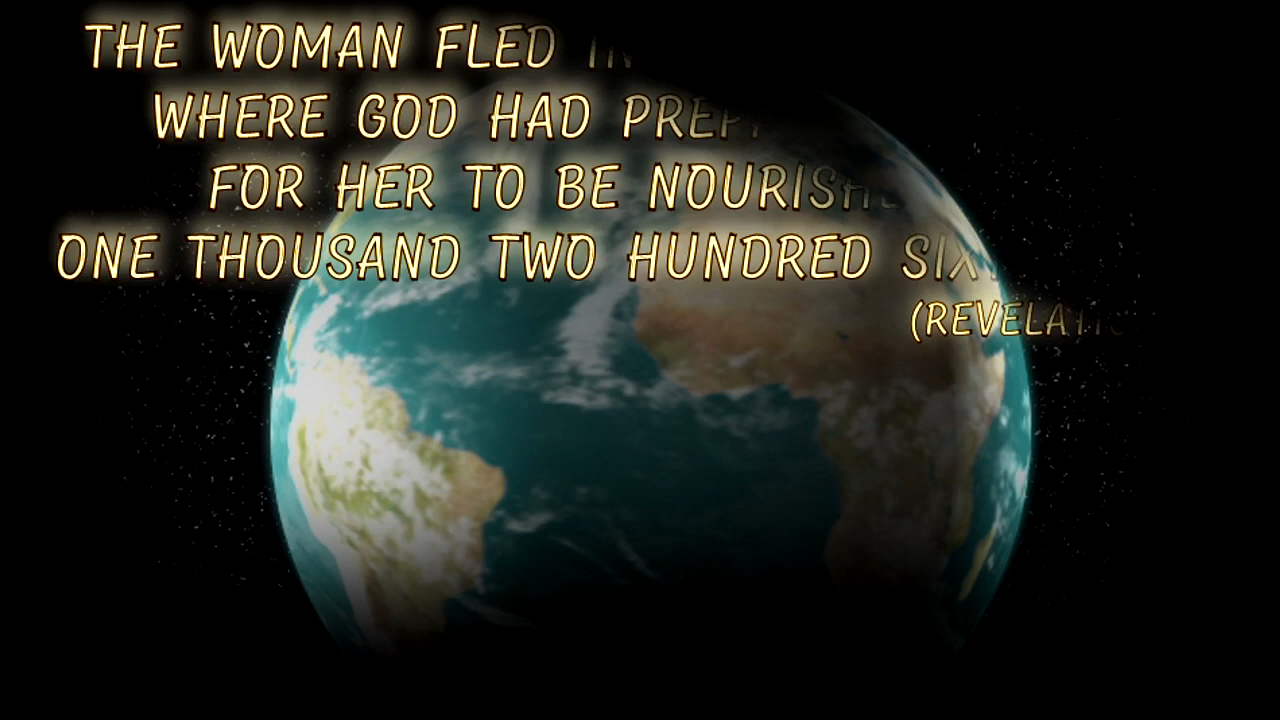 THE WOMAN FLED
WHERE GOD HAD
FOR HER TO BE
ONE THOUSAND TWO HUNDRED